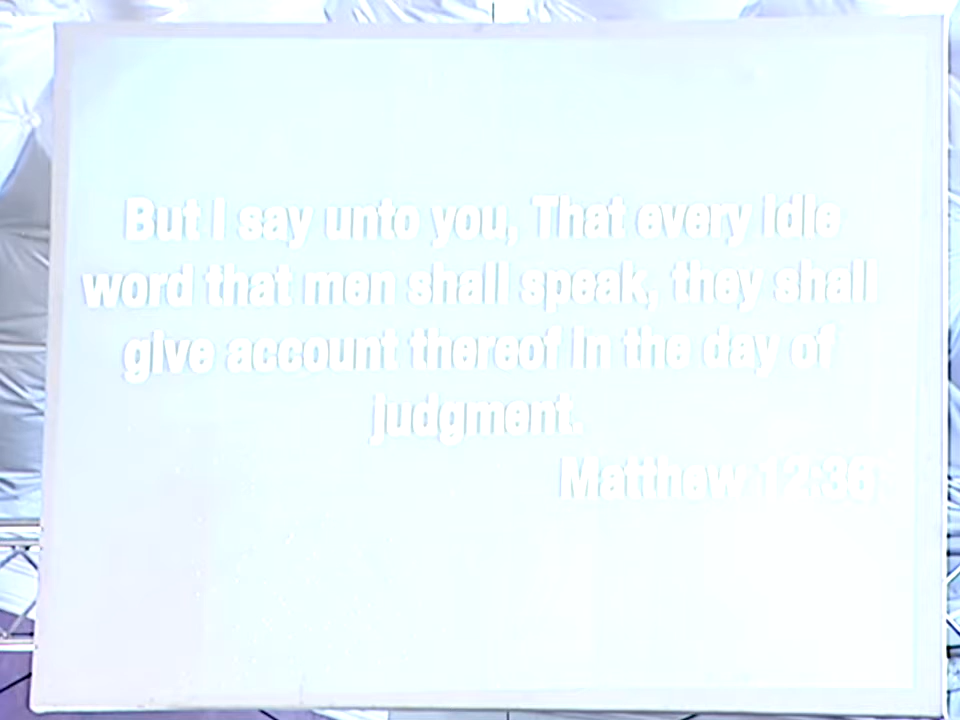 But I say unto you, That every idle
word that men shall speak, they shall
give account thereof in the day of
judgment.
Matthew 12:36